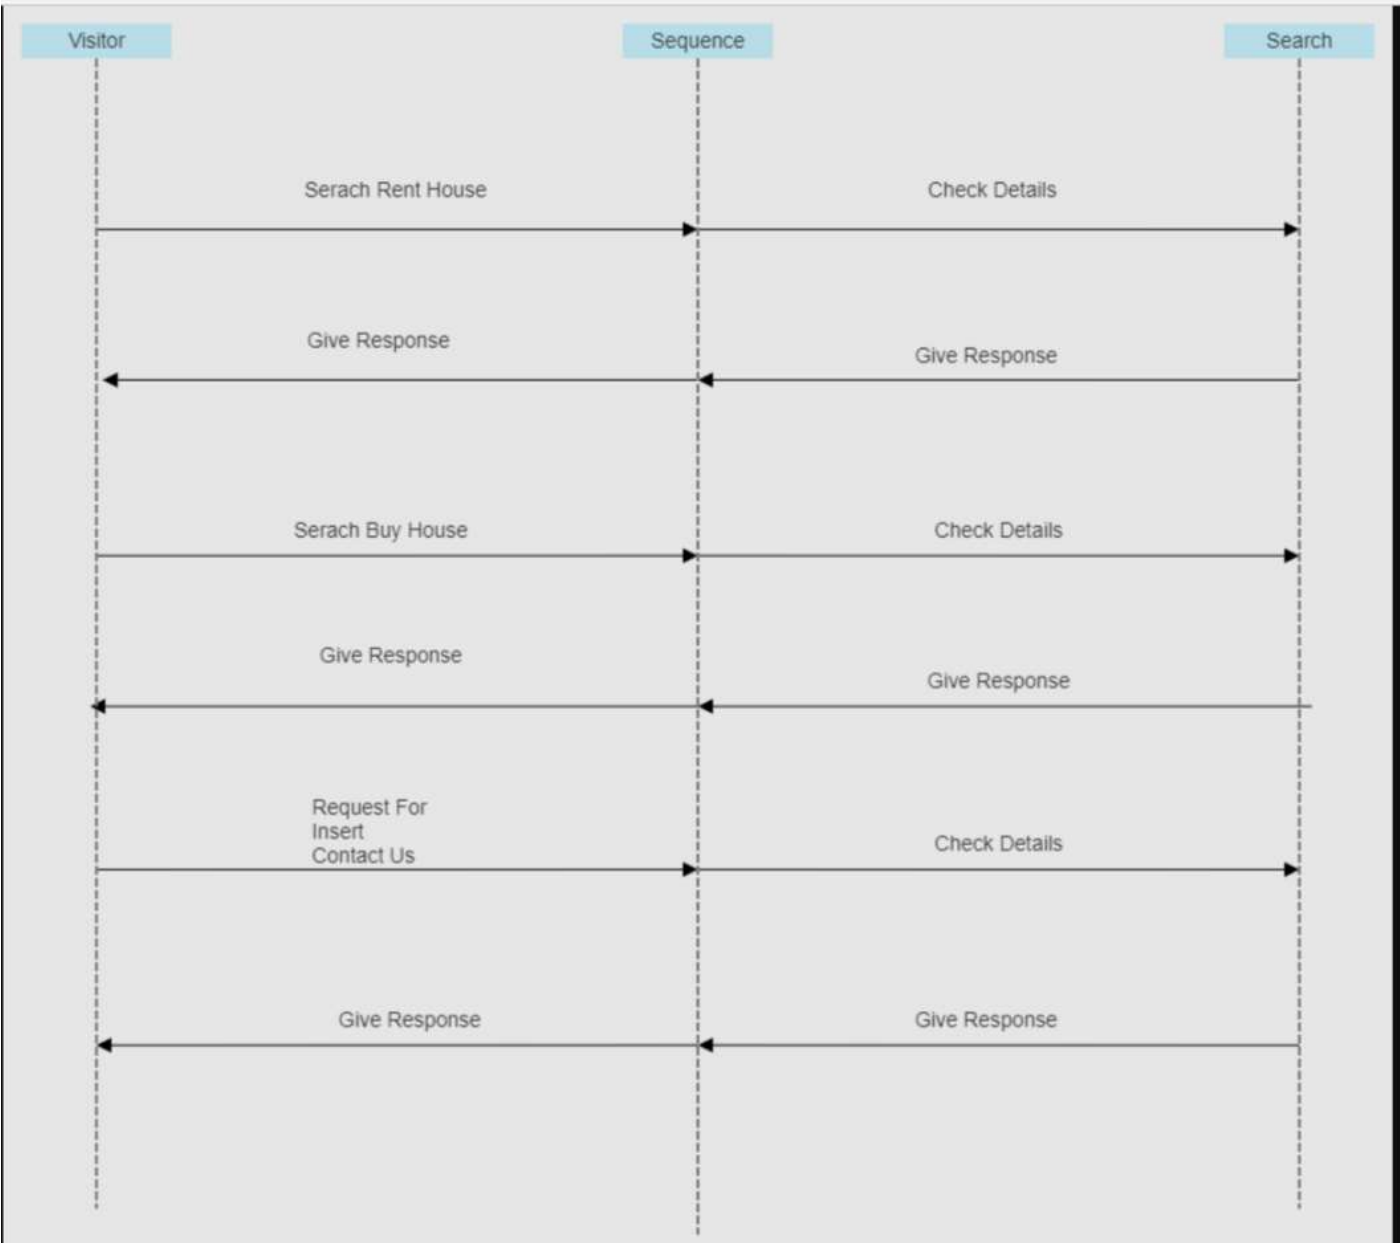 Visitor
Sequence
Search
Serach Rent House
Check Details
Give Response
Give Response
Serach Buy House
Check Details
Give Response
Give Response
Request For
Insert
Contact Us
Check Details
Give Response
Give Response